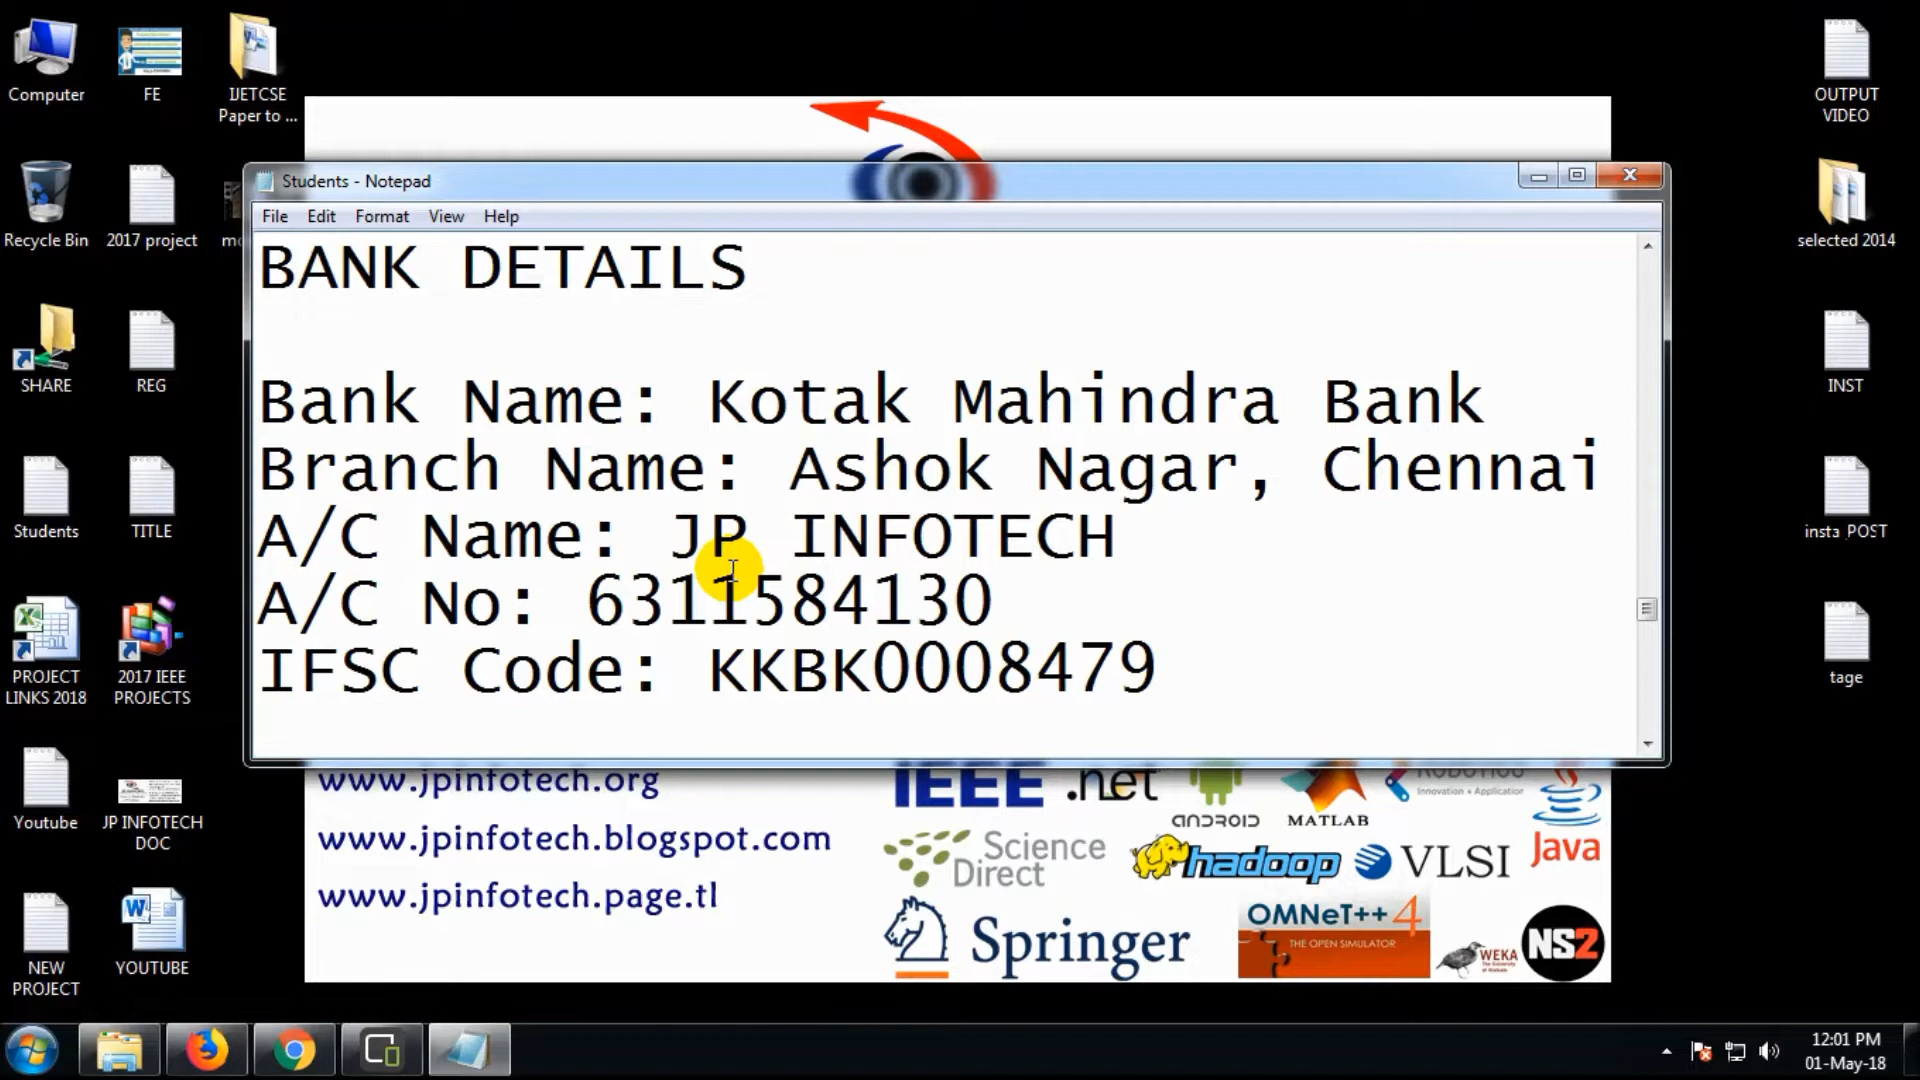 Computer
FE
IJETCSE
Paper to ...
OUTPUT
VIDEO
Students - Notepad
File Edit Format View Help
BANK DETAILS
Bank Name: Kotak Mahindra Bank
Branch Name: Ashok Nagar, Chennai
A/C Name: JP INFOTECH
A/C No: 6311584130
IFSC Code: KKBK0008479
Recycle Bin
2017 project
selected 2014
SHARE
REG
INST
Students
TITLE
insta_POST
PROJECT
LINKS 2018
2017 IEEE
PROJECTS
tage
Youtube
JP INFOTECH
DOC
NEW
PROJECT
YOUTUBE
www.jpinfotech.org
www.jpinfotech.blogspot.com
www.jpinfotech.page.tl
IEEE
.net
ANDROID
MATLAB
Innovation + Application
Java
Science
Direct
hadoop
VLSI
Springer
OMNeT++ 4
THE OPEN SIMULATOR
WEKA
NS2
12:01 PM
01-May-18